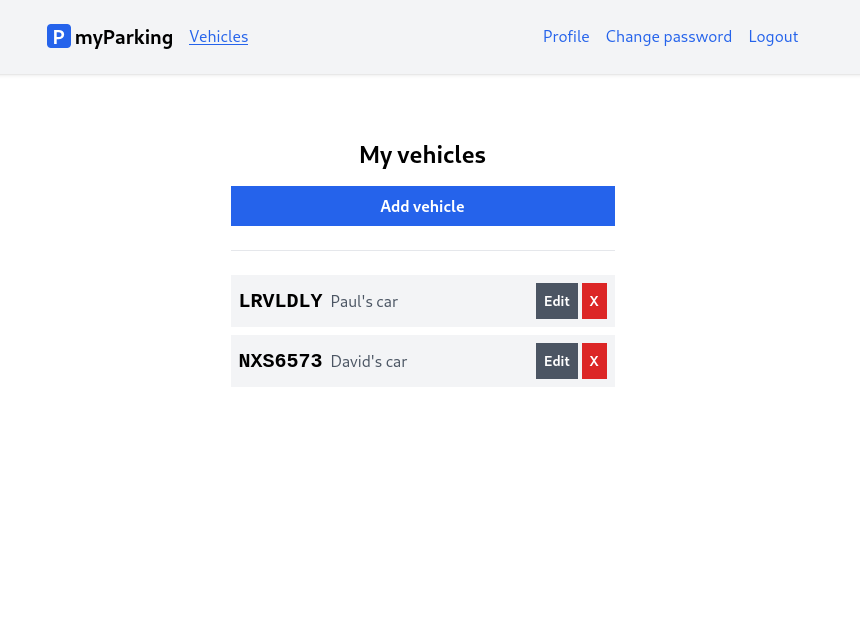 P myParking Vehicles Profile Change password Logout
My vehicles
Add vehicle
LRVLDLY Paul's car Edit X
NXS6573 David's car Edit X